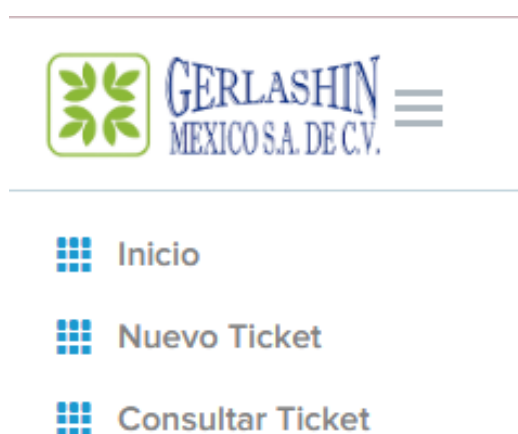 GERLASHIN
MEXICO S.A. DE C.V.
Inicio
Nuevo Ticket
Consultar Ticket